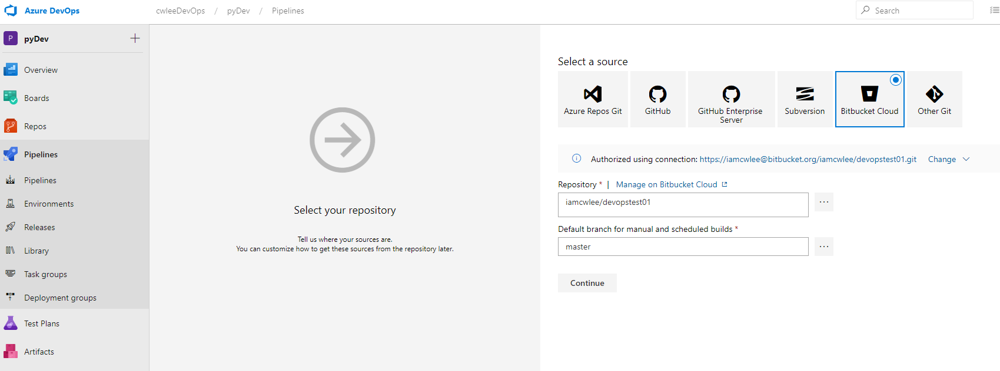 Azure DevOps
cwleeDevOps / pyDev / Pipelines
Search
P pyDev
Overview
Boards
Repos
Pipelines
Pipelines
Environments
Releases
Library
Task groups
Deployment groups
Test Plans
Artifacts
Select your repository
Tell us where your sources are.
You can customize how to get these sources from the repository later.
Select a source
Azure Repos Git
GitHub
GitHub Enterprise
Server
Subversion
Bitbucket Cloud
Other Git
Authorized using connection: https://iamcwlee@bitbucket.org/iamcwlee/devopstest01.git Change
Repository * | Manage on Bitbucket Cloud
iamcwlee/devopstest01
...
Default branch for manual and scheduled builds *
master
...
Continue